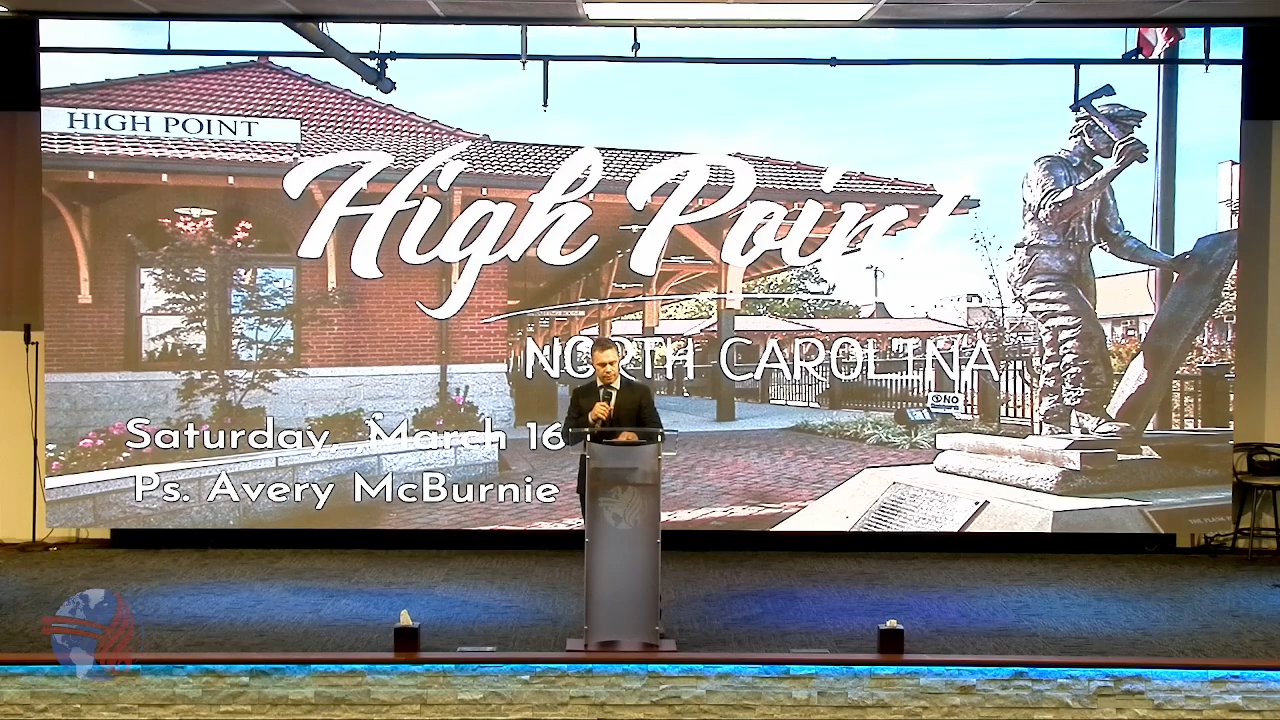 HIGH POINT
High Point
NORTH CAROLINA
Saturday, March 16
Ps. Avery McBurnie
NO